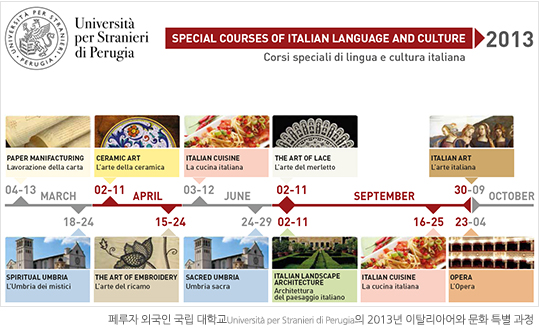 UNIVERSITÀ PER STRANIERI
PERUGIA
Università
per Stranieri
di Perugia
SPECIAL COURSES OF ITALIAN LANGUAGE AND CULTURE
2013
Corsi speciali di lingua e cultura italiana
PAPER MANIFACTURING
Lavorazione della carta
CERAMIC ART
L'arte della ceramica
ITALIAN CUISINE
La cucina italiana
THE ART OF LACE
L'arte del merletto
ITALIAN ART
L'arte italiana
04-13
02-11
03-12
02-11
30-09
MARCH
APRIL
JUNE
SEPTEMBER
OCTOBER
18-24
15-24
24-29
02-11
16-25
23-04
SPIRITUAL UMBRIA
L'Umbria dei mistici
THE ART OF EMBROIDERY
L'arte del ricamo
SACRED UMBRIA
Umbria sacra
ITALIAN LANDSCAPE
ARCHITECTURE
Architettura
del paesaggio italiano
ITALIAN CUISINE
La cucina italiana
OPERA
L'Opera
페루자 외국인 국립 대학교Università per Stranieri di Perugia의 2013년 이탈리아어와 문화 특별 과정